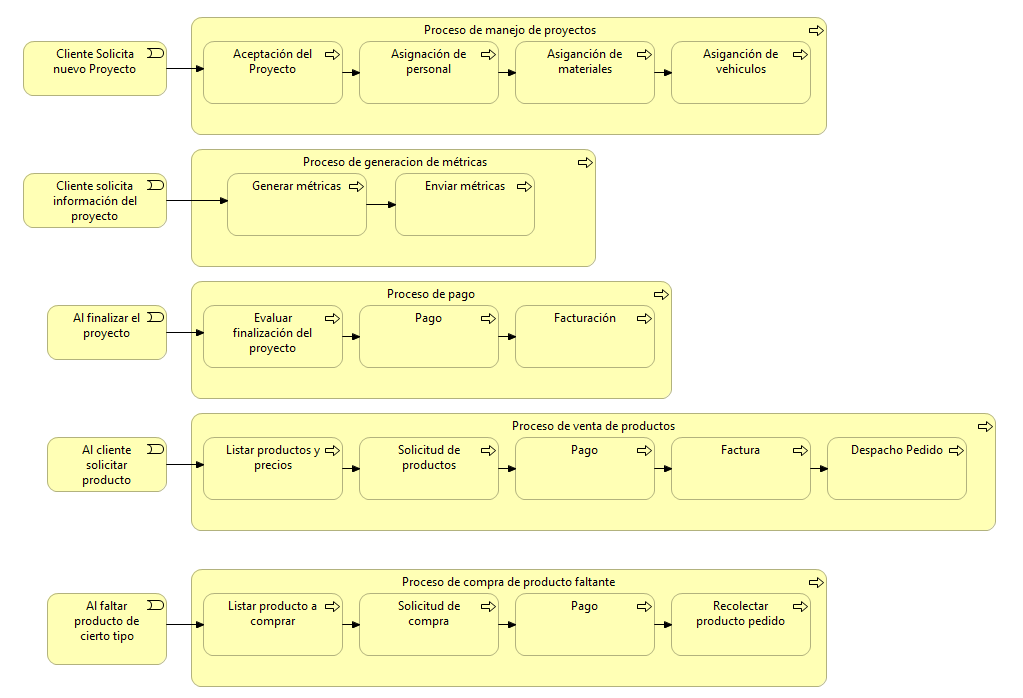 Proceso de manejo de proyectos
Cliente Solicita
nuevo Proyecto
Aceptación del
Proyecto
Asignación de
personal
Asiganción de
materiales
Asiganción de
vehiculos
Proceso de generacion de métricas
Cliente solicita
información del
proyecto
Generar métricas
Enviar métricas
Proceso de pago
Al finalizar el
proyecto
Evaluar
finalización del
proyecto
Pago
Facturación
Proceso de venta de productos
Al cliente
solicitar
producto
Listar productos y
precios
Solicitud de
productos
Pago
Factura
Despacho Pedido
Proceso de compra de producto faltante
Al faltar
producto de
cierto tipo
Listar producto a
comprar
Solicitud de
compra
Pago
Recolectar
producto pedido